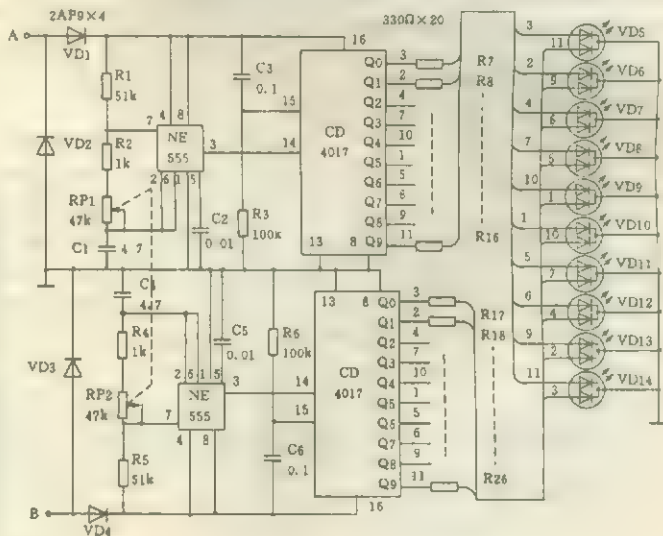 2AP9×4
330Ω×20
A
VD1
16
3
VD5
R1
51k
C3
0.1
Q0
3
R7
11
Q1
2
R8
2
VD6
15
Q2
4
9
4 8
Q3
7
4
VD7
VD2
R2
1k
7
NE
555
3
14
CD
4017
Q4
10
6
Q5
1
7
VD8
Q6
5
5
2 6 1 5
Q7
6
10
VD9
RP1
47k
C2
0.01
R3
100k
Q8
9
1
Q9
11
R16
1
VD10
C1
4.7
13
8
10
5
VD11
7
13
8
Q0
3
R17
C4
4.7
Q1
2
R18
6
VD12
C5
0.01
R6
100k
Q2
4
4
VD3
R4
1k
2 6 1 5
Q3
7
9
VD13
CD
4017
Q4
10
2
RP2
47k
NE
555
3
14
Q5
1
11
VD14
7
15
Q6
5
3
4
8
Q7
6
C6
0.1
Q8
9
R5
51k
Q9
11
R26
B
VD4
16